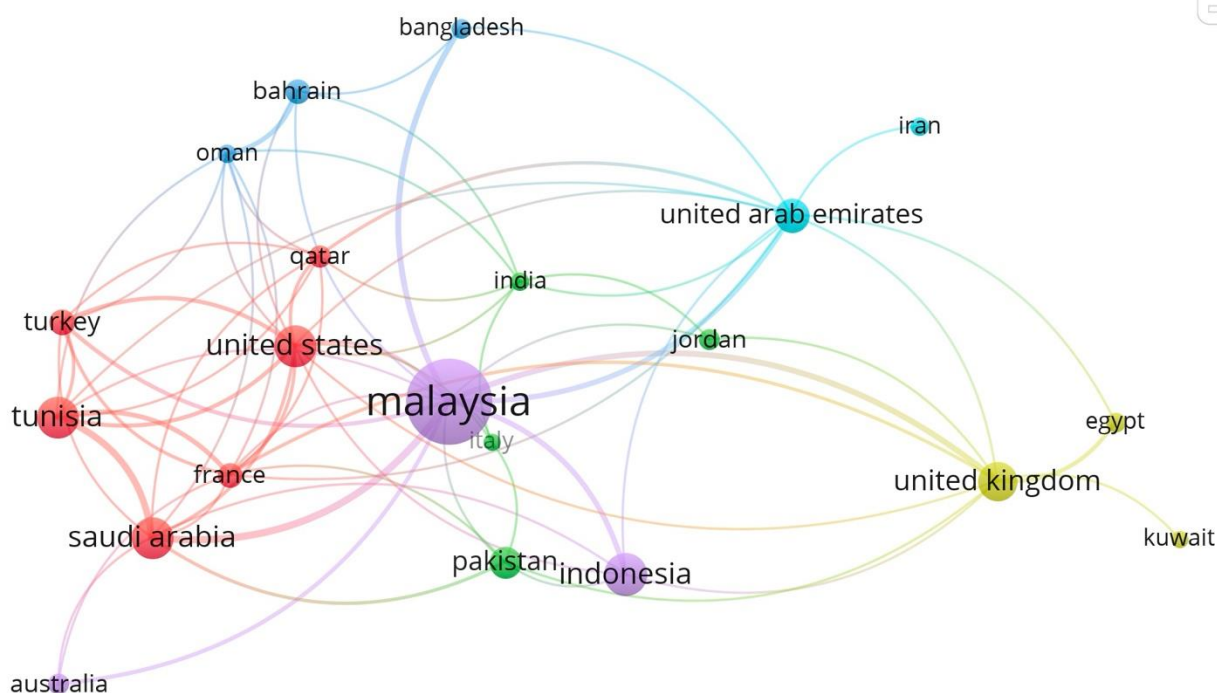 bangladesh
bahrain
iran
oman
united arab emirates
qatar
india
turkey
united states
jordan
malaysia
tunisia
italy
egypt
france
united kingdom
saudi arabia
kuwait
pakistan
indonesia
australia